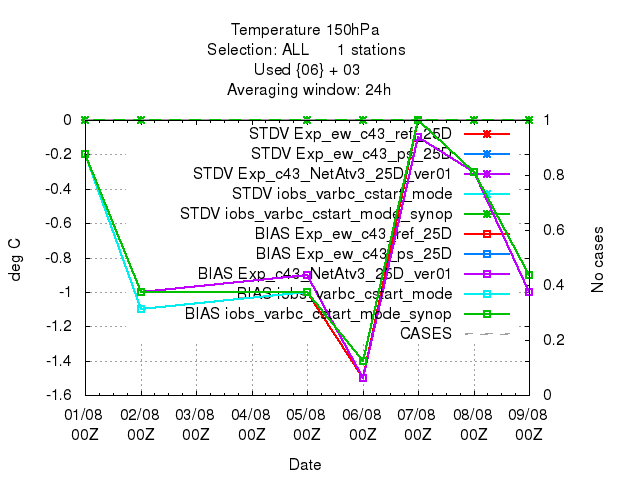 Temperature 150hPa
Selection: ALL 1 stations
Used {06} + 03
Averaging window: 24h
0
-0.2
-0.4
-0.6
-0.8
-1
-1.2
-1.4
-1.6
deg C
STDV Exp_ew_c43_ref_25D
STDV Exp_ew_c43_ps_25D
STDV Exp_c43_NetAtv3_25D_ver01
STDV iobs_varbc_cstart_mode
STDV iobs_varbc_cstart_mode_synop
BIAS Exp_ew_c43_ref_25D
BIAS Exp_ew_c43_ps_25D
BIAS Exp_c43_NetAtv3_25D_ver01
BIAS iobs_varbc_cstart_mode
BIAS iobs_varbc_cstart_mode_synop
CASES
1
0.8
0.6
0.4
0.2
0
No cases
01/08 02/08 03/08 04/08 05/08 06/08 07/08 08/08 09/08
00Z 00Z 00Z 00Z 00Z 00Z 00Z 00Z 00Z
Date